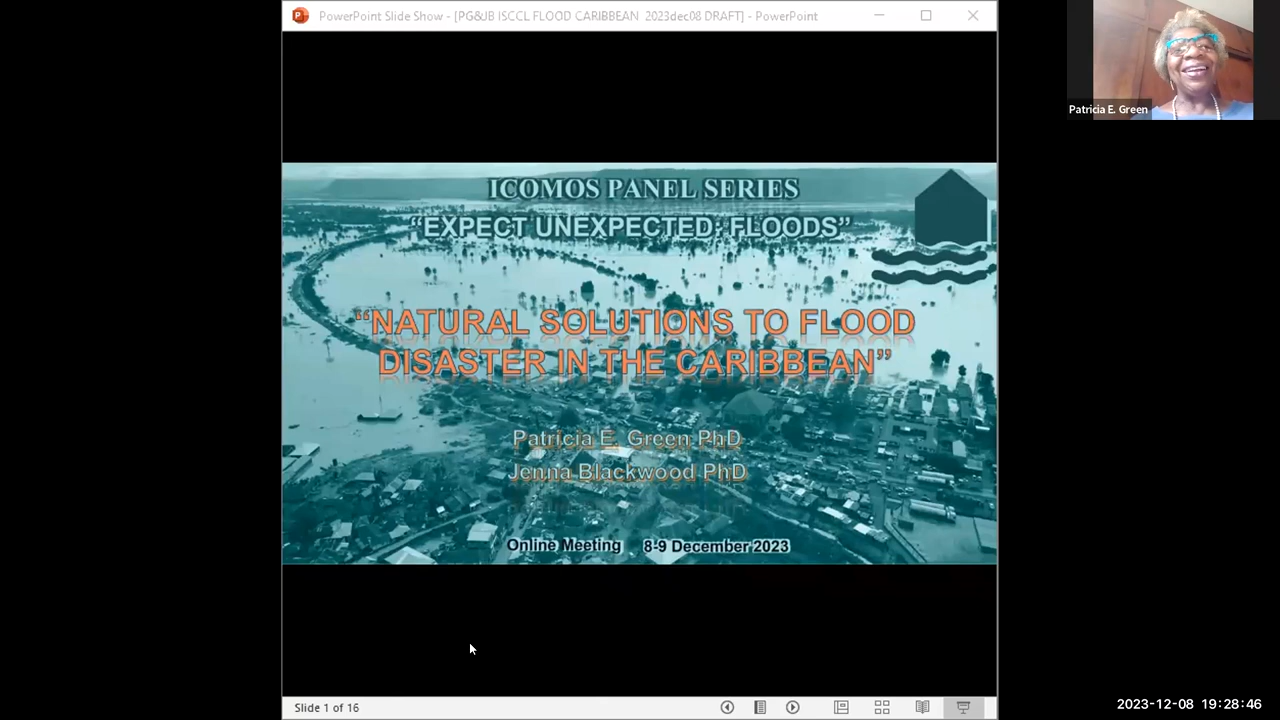 PowerPoint Slide Show - [PG&JB ISCCL FLOOD CARIBBEAN 2023dec08 DRAFT] - PowerPoint
Patricia E. Green
ICOMOS PANEL SERIES
“EXPECT UNEXPECTED: FLOODS”
“NATURAL SOLUTIONS TO FLOOD
DISASTER IN THE CARIBBEAN”
Patricia E. Green PhD
Jenna Blackwood PhD
Online Meeting 8-9 December 2023
Slide 1 of 16
2023-12-08 19:28:46